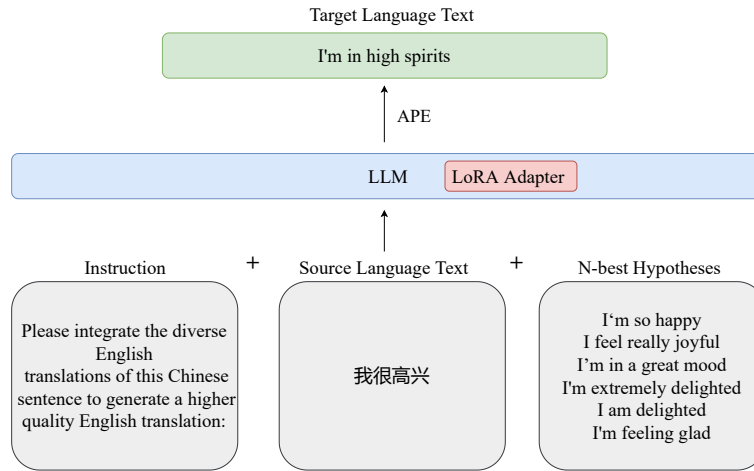 Target Language Text
I'm in high spirits
APE
LLM
LoRA Adapter
Instruction
+
Source Language Text
+
N-best Hypotheses
Please integrate the diverse
English
translations of this Chinese
sentence to generate a higher
quality English translation:
我很高兴
I‘m so happy
I feel really joyful
I’m in a great mood
I'm extremely delighted
I am delighted
I'm feeling glad